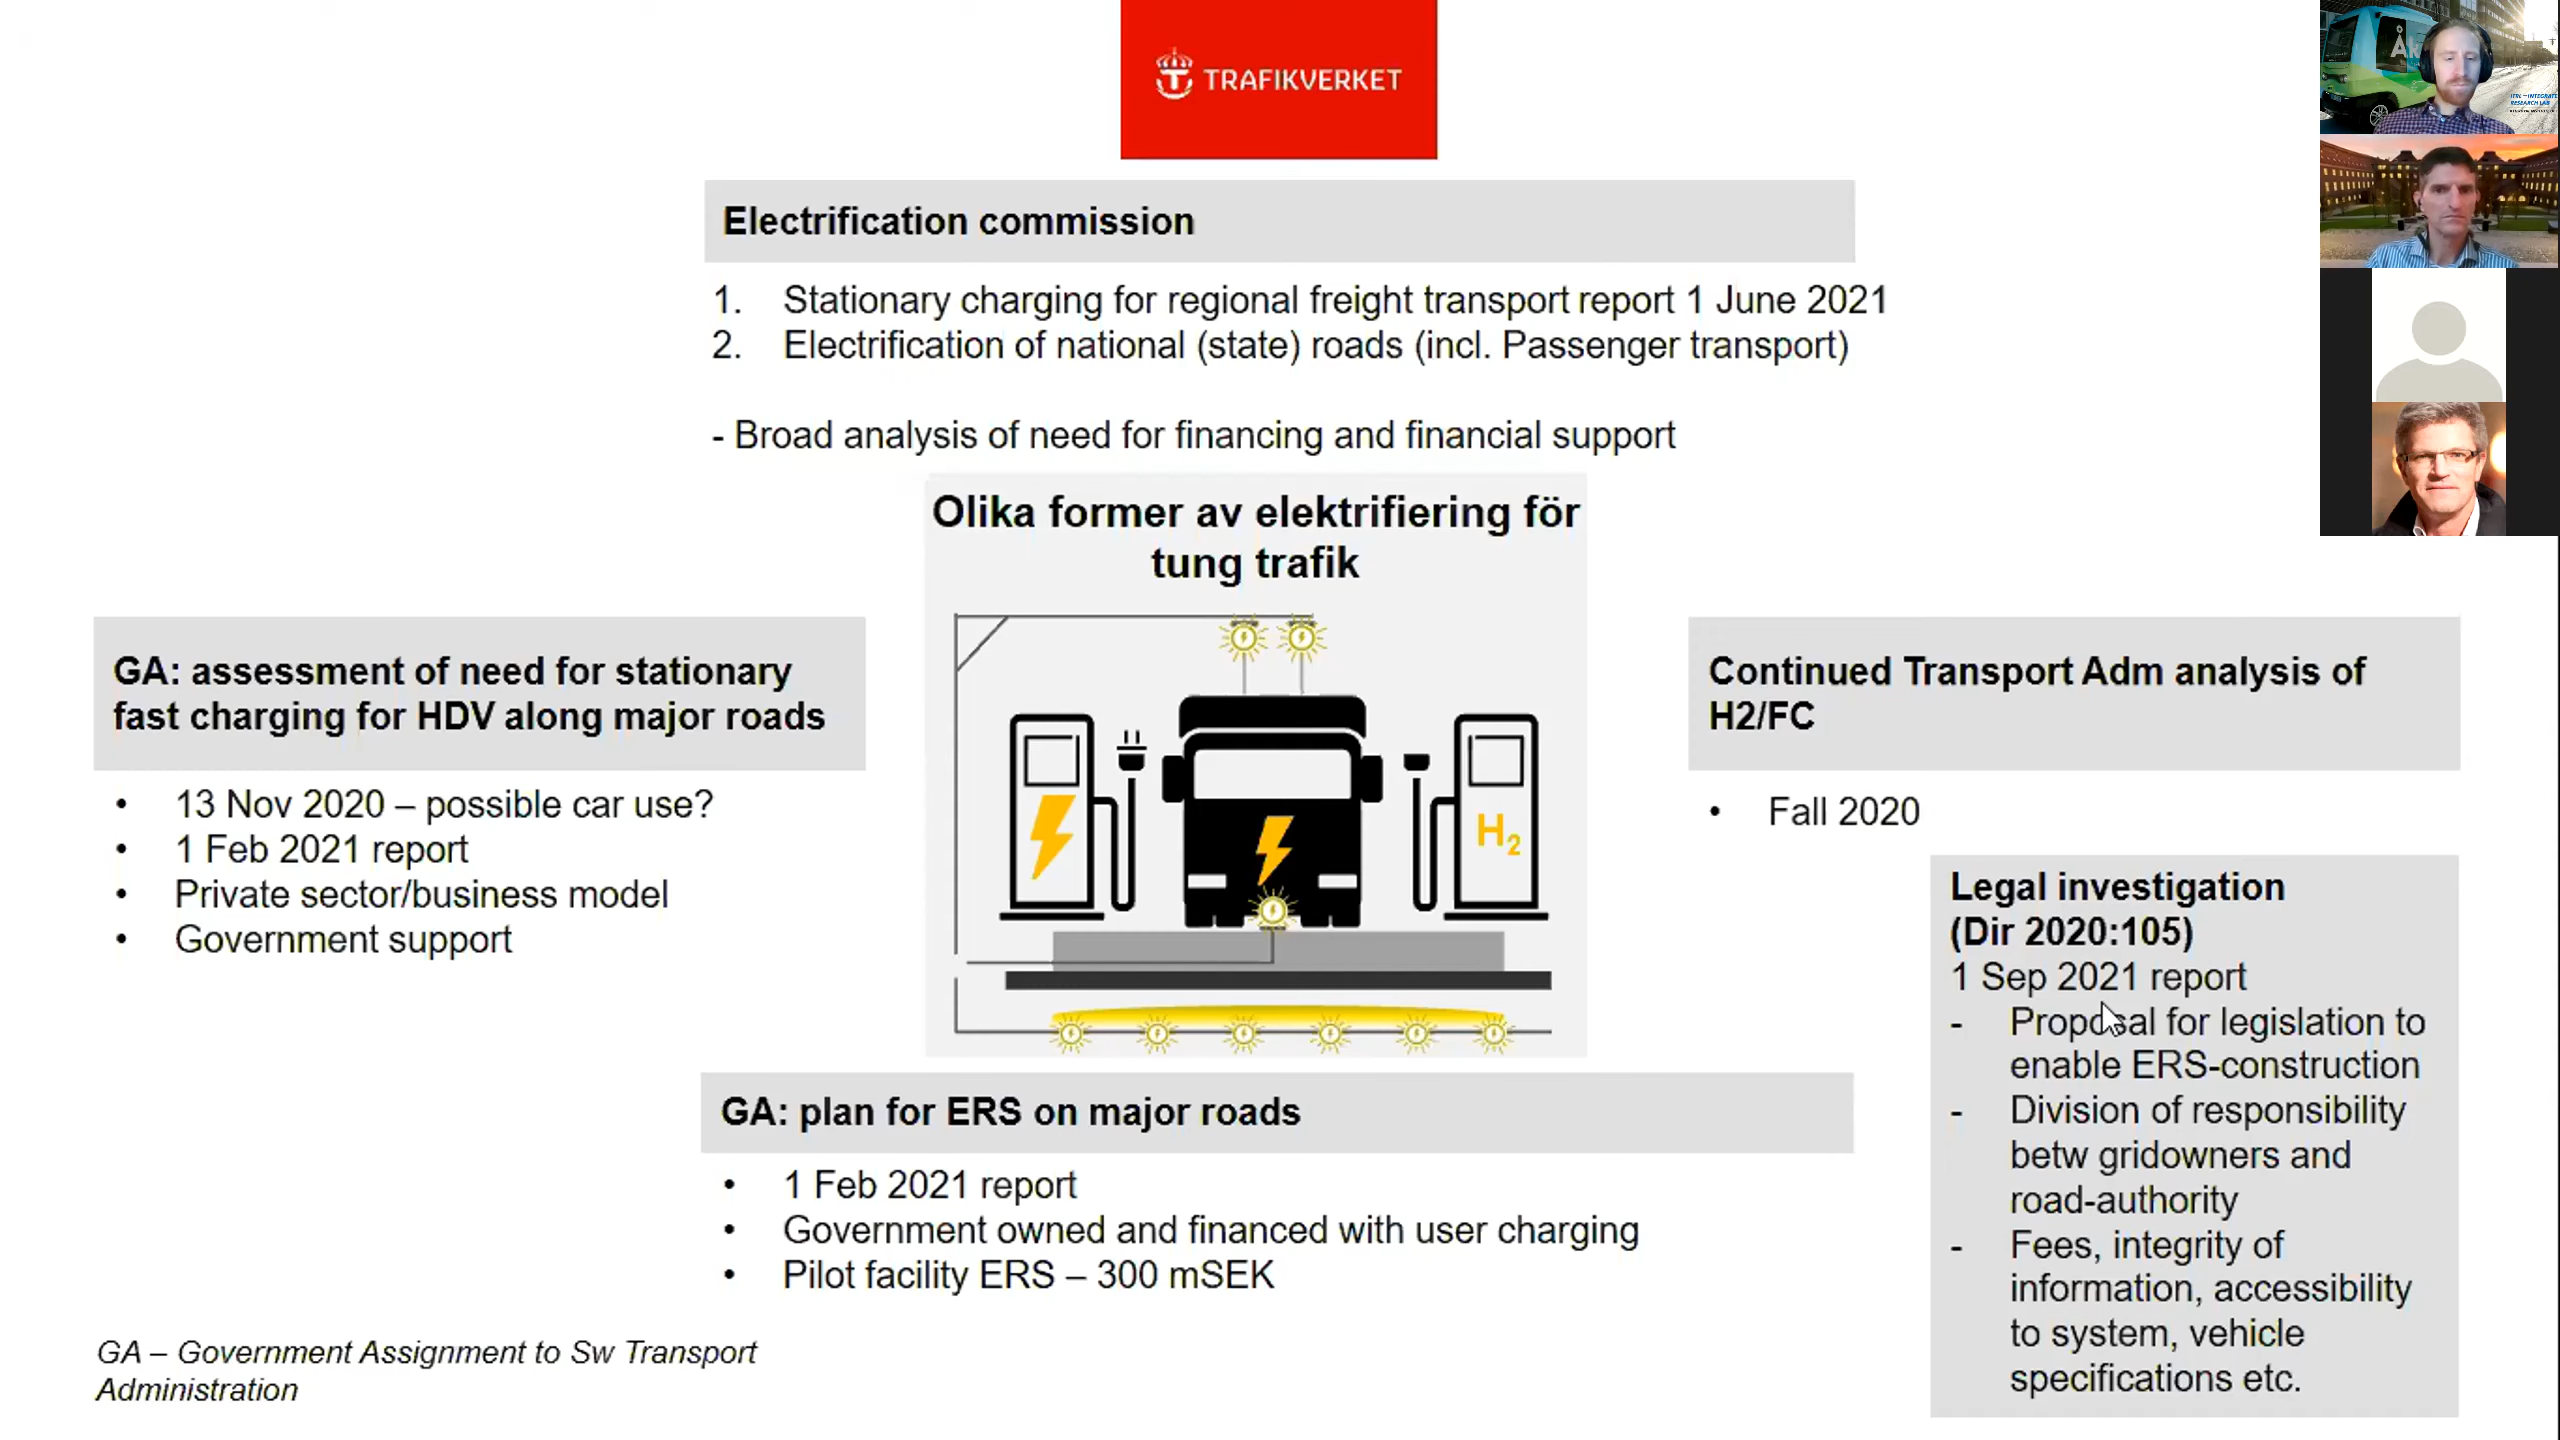 TRAFIKVERKET
Electrification commission
1. Stationary charging for regional freight transport report 1 June 2021
2. Electrification of national (state) roads (incl. Passenger transport)
- Broad analysis of need for financing and financial support
Olika former av elektrifiering för
tung trafik
H2
GA: assessment of need for stationary
fast charging for HDV along major roads
• 13 Nov 2020 – possible car use?
• 1 Feb 2021 report
• Private sector/business model
• Government support
Continued Transport Adm analysis of
H2/FC
• Fall 2020
Legal investigation
(Dir 2020:105)
1 Sep 2021 report
- Proposal for legislation to
enable ERS-construction
- Division of responsibility
betw gridowners and
road-authority
- Fees, integrity of
information, accessibility
to system, vehicle
specifications etc.
GA: plan for ERS on major roads
• 1 Feb 2021 report
• Government owned and financed with user charging
• Pilot facility ERS – 300 mSEK
GA – Government Assignment to Sw Transport
Administration
ITRL – INTEGRATE
RESEARCH LAB